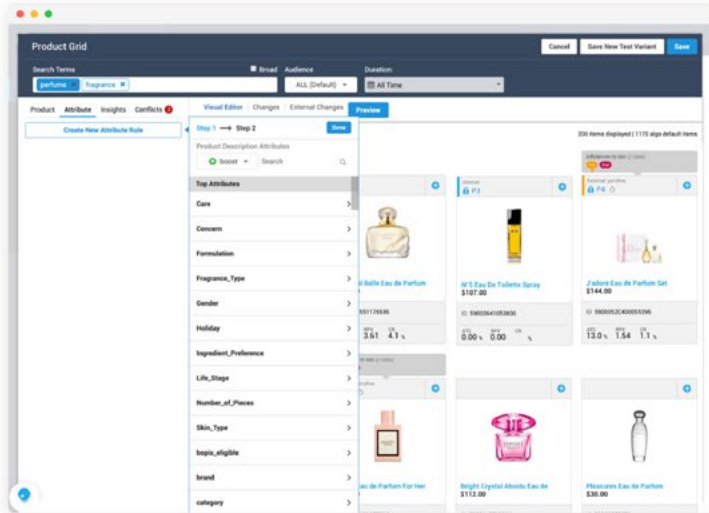 Product Grid
Cancel
Save New Test Variant
Save
Search Terms
Broad
Audience
Duration:
perfume ×
fragrance ×
ALL (Default)
All Time
Product
Attribute
Insights
Conflicts
Visual Editor
Changes
External Changes
Preview
Create New Attribute Rule
Step 1 → Step 2
Done
200 items displayed | 1170 algo default items
Product Description Attributes
boost
Search
Top Attributes
Care
Concern
Formulation
Fragrance_Type
Gender
Holiday
Ingredient_Preference
Life_Stage
Number_of_Pieces
Skin_Type
bopis_eligible
brand
category
P3
P4
Belle Eau de Parfum
N°5 Eau De Toilette Spray
$107.00
J'adore Eau de Parfum Set
$144.00
3.61 4.1 %
0.00 % 0.00 %
13.0 % 1.54 1.1 %
au de Parfum For Her
Bright Crystal Absolu Eau de
$112.00
Pleasures Eau de Parfum
$30.00